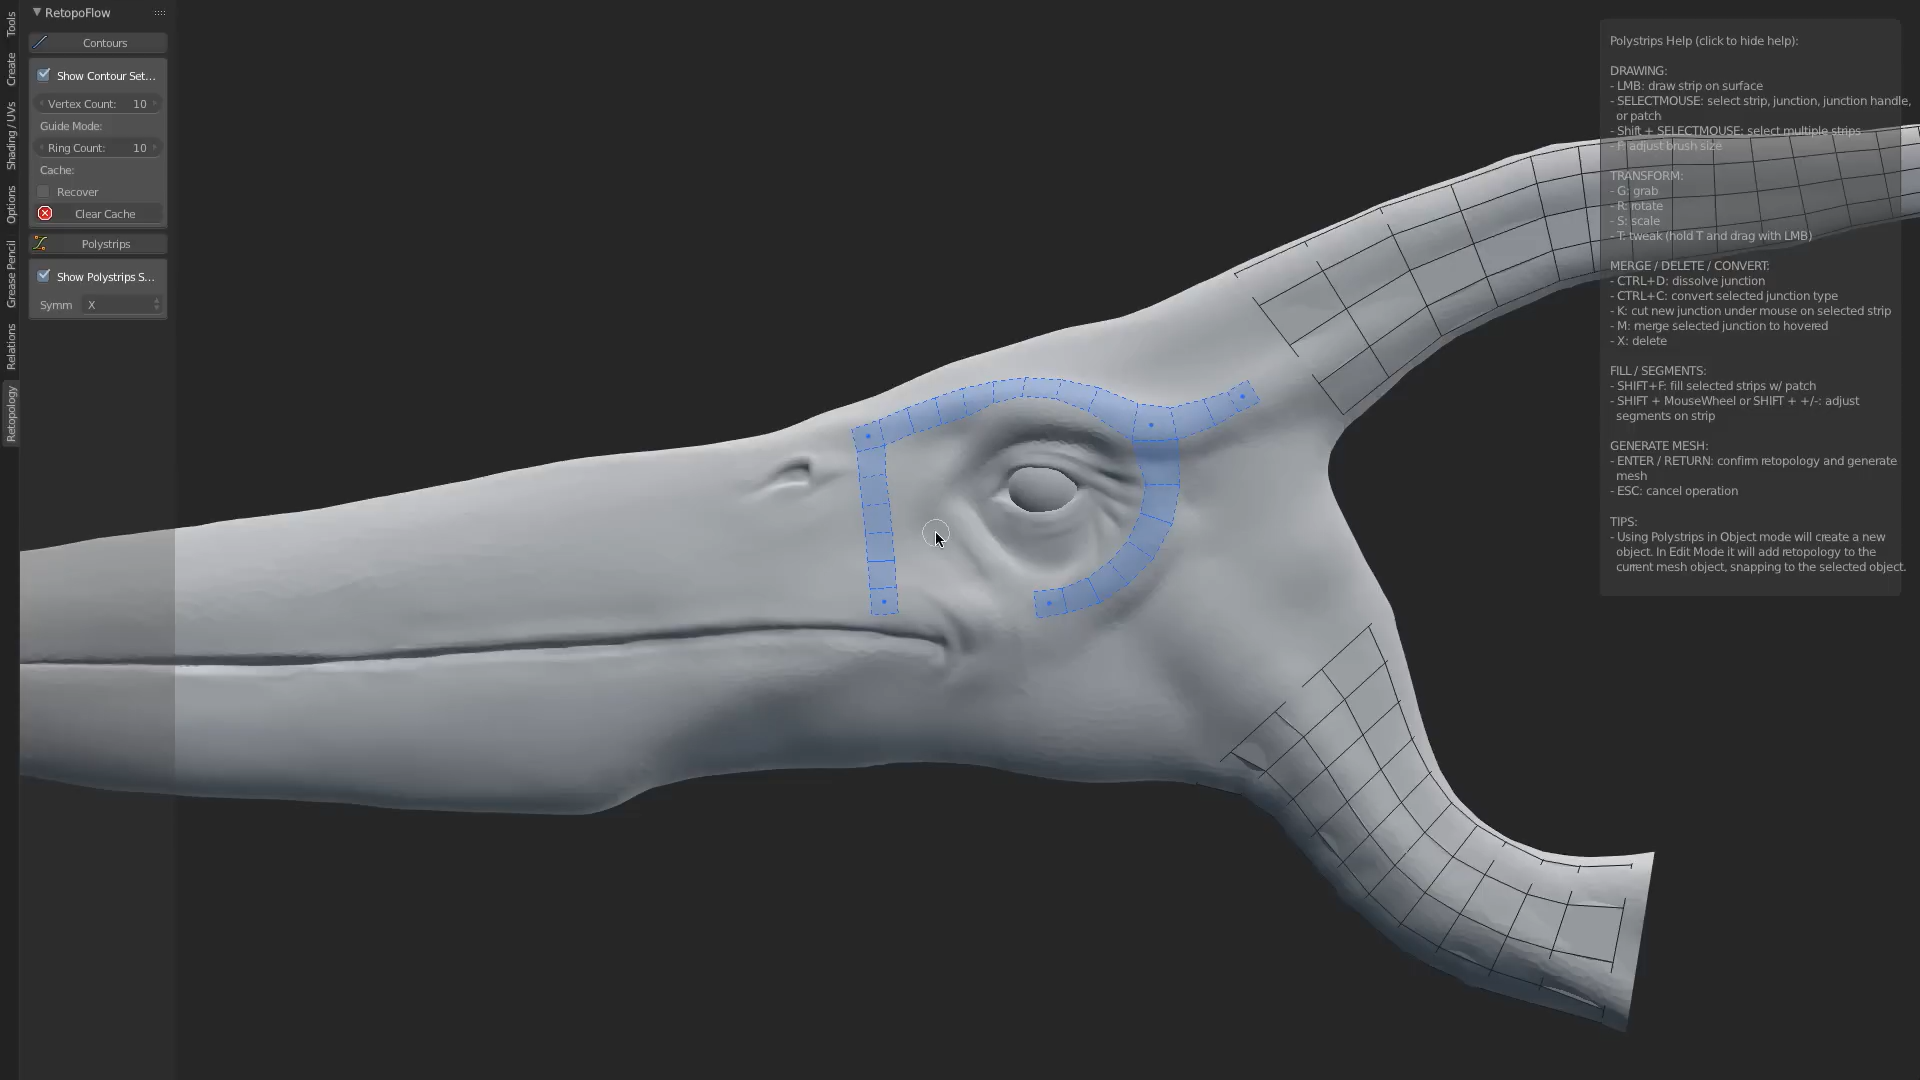 RetopoFlow
Contours
Show Contour Set...
Vertex Count: 10
Guide Mode:
Ring Count: 10
Cache:
Recover
Clear Cache
Polystrips
Show Polystrips S...
Symm X
Tools
Create
Shading / UVs
Options
Grease Pencil
Relations
Retopology
Polystrips Help (click to hide help):
DRAWING:
- LMB: draw strip on surface
- SELECTMOUSE: select strip, junction, junction handle,
or patch
- Shift + SELECTMOUSE: select multiple strips
- F: adjust brush size
TRANSFORM:
- G: grab
- R: rotate
- S: scale
- T: tweak (hold T and drag with LMB)
MERGE / DELETE / CONVERT:
- CTRL+D: dissolve junction
- CTRL+C: convert selected junction type
- K: cut new junction under mouse on selected strip
- M: merge selected junction to hovered
- X: delete
FILL / SEGMENTS:
- SHIFT+F: fill selected strips w/ patch
- SHIFT + MouseWheel or SHIFT + +/-: adjust
segments on strip
GENERATE MESH:
- ENTER / RETURN: confirm retopology and generate
mesh
- ESC: cancel operation
TIPS:
- Using Polystrips in Object mode will create a new
object. In Edit Mode it will add retopology to the
current mesh object, snapping to the selected object.